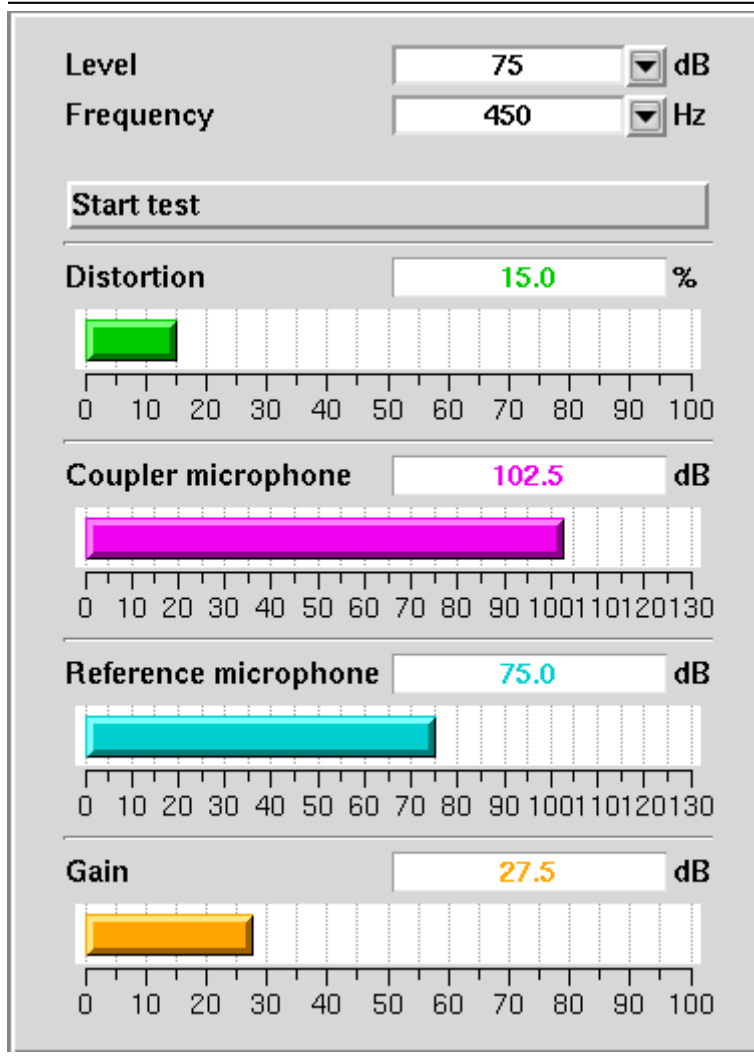 Level 75 dB
Frequency 450 Hz
Start test
Distortion 15.0 %
0 10 20 30 40 50 60 70 80 90 100
Coupler microphone 102.5 dB
0 10 20 30 40 50 60 70 80 90 100 110 120 130
Reference microphone 75.0 dB
0 10 20 30 40 50 60 70 80 90 100 110 120 130
Gain 27.5 dB
0 10 20 30 40 50 60 70 80 90 100